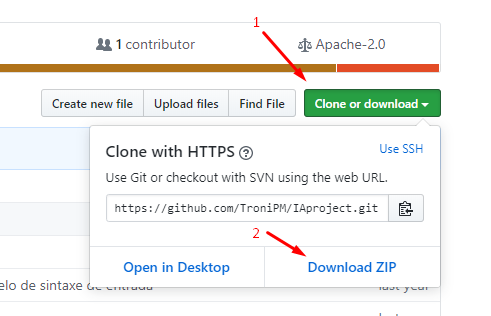 1
1 contributor
Apache-2.0
Create new file
Upload files
Find File
Clone or download
Clone with HTTPS
Use SSH
Use Git or checkout with SVN using the web URL.
https://github.com/TroniPM/IAproject.git
2
Open in Desktop
Download ZIP
elo de sintaxe de entrada
last year